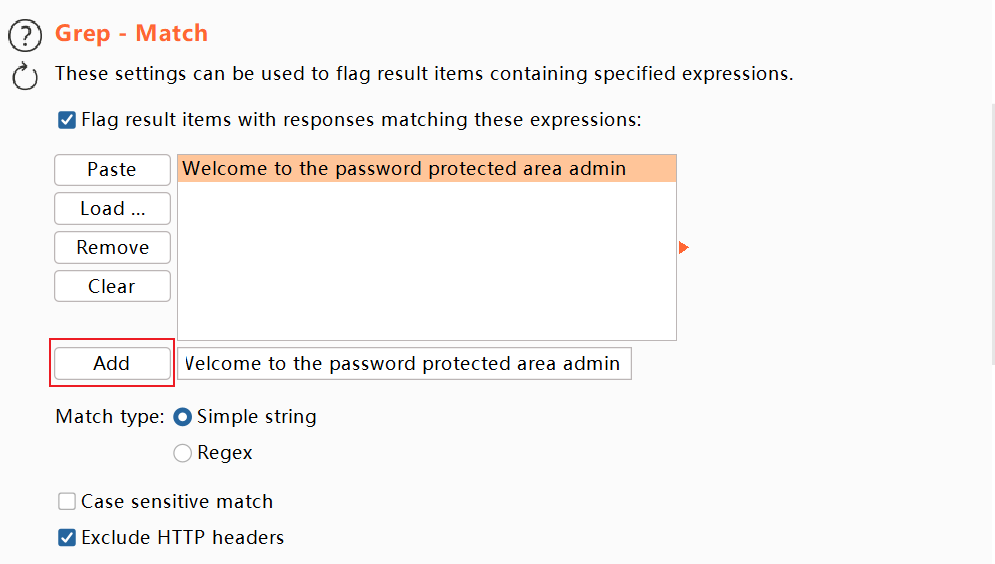 Grep - Match
These settings can be used to flag result items containing specified expressions.
Flag result items with responses matching these expressions:
Paste
Welcome to the password protected area admin
Load ...
Remove
Clear
Add
Welcome to the password protected area admin
Match type:
Simple string
Regex
Case sensitive match
Exclude HTTP headers